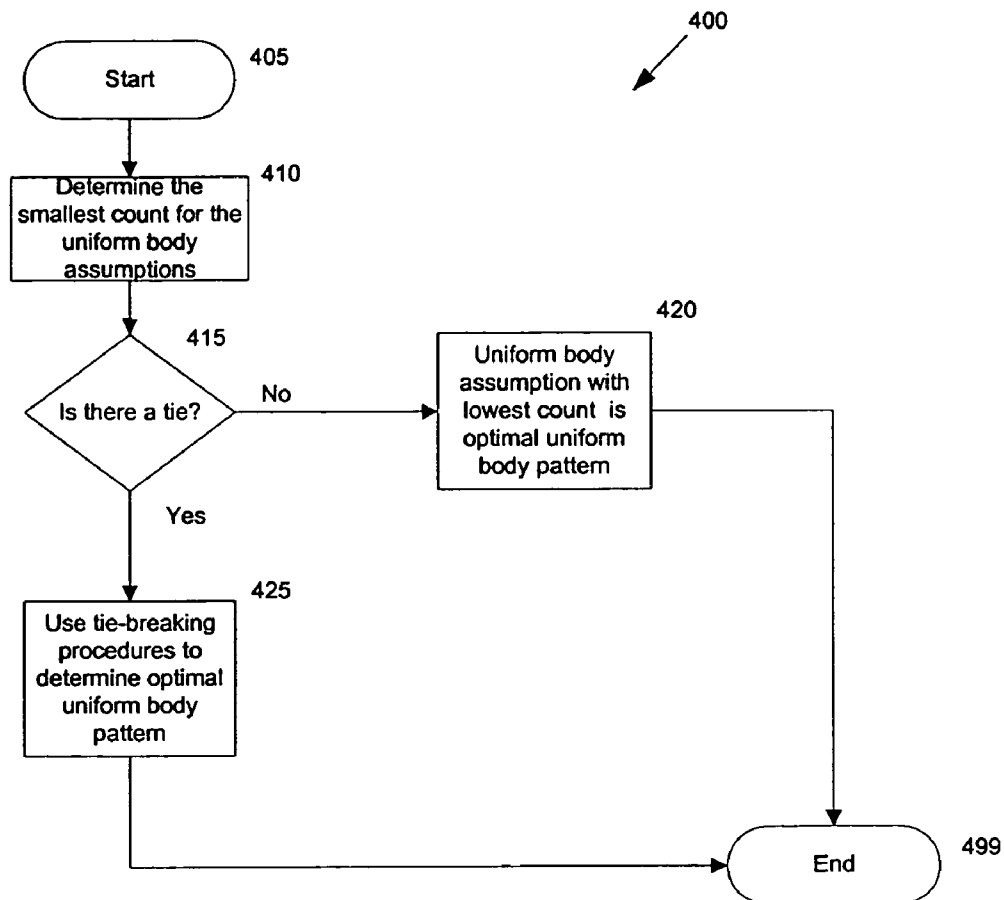 400
405
Start
410
Determine the
smallest count for the
uniform body
assumptions
415
Is there a tie?
No
420
Uniform body
assumption with
lowest count is
optimal uniform
body pattern
Yes
425
Use tie-breaking
procedures to
determine optimal
uniform body
pattern
End
499